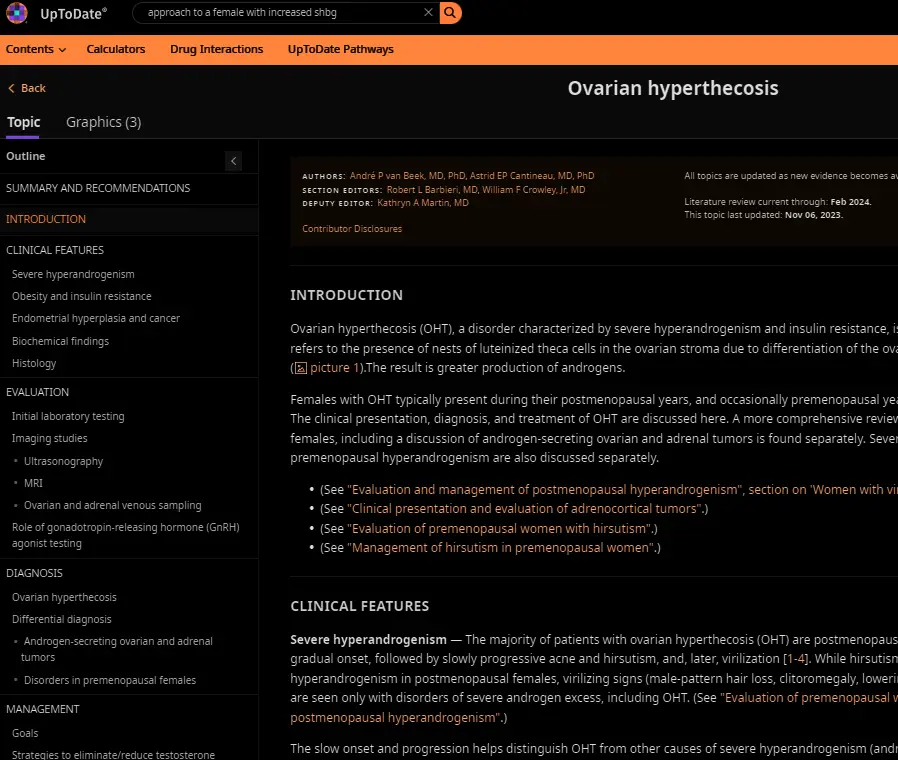 UpToDate®
approach to a female with increased shbg
Contents
Calculators
Drug Interactions
UpToDate Pathways
Back
Ovarian hyperthecosis
Topic
Graphics (3)
Outline
SUMMARY AND RECOMMENDATIONS
INTRODUCTION
CLINICAL FEATURES
Severe hyperandrogenism
Obesity and insulin resistance
Endometrial hyperplasia and cancer
Biochemical findings
Histology
EVALUATION
Initial laboratory testing
Imaging studies
• Ultrasonography
• MRI
• Ovarian and adrenal venous sampling
Role of gonadotropin-releasing hormone (GnRH)
agonist testing
DIAGNOSIS
Ovarian hyperthecosis
Differential diagnosis
• Androgen-secreting ovarian and adrenal
tumors
• Disorders in premenopausal females
MANAGEMENT
Goals
Strategies to eliminate/reduce testosterone
AUTHORS: André P van Beek, MD, PhD, Astrid EP Cantineau, MD, PhD
SECTION EDITORS: Robert L Barbieri, MD, William F Crowley, Jr, MD
DEPUTY EDITOR: Kathryn A Martin, MD
Contributor Disclosures
All topics are updated as new evidence becomes
Literature review current through: Feb 2024.
This topic last updated: Nov 06, 2023.
INTRODUCTION
Ovarian hyperthecosis (OHT), a disorder characterized by severe hyperandrogenism and insulin resistance,
refers to the presence of nests of luteinized theca cells in the ovarian stroma due to differentiation of the
(picture 1).The result is greater production of androgens.
Females with OHT typically present during their postmenopausal years, and occasionally premenopausal
The clinical presentation, diagnosis, and treatment of OHT are discussed here. A more comprehensive
females, including a discussion of androgen-secreting ovarian and adrenal tumors is found separately.
premenopausal hyperandrogenism are also discussed separately.
• (See "Evaluation and management of postmenopausal hyperandrogenism", section on 'Women with
• (See "Clinical presentation and evaluation of adrenocortical tumors".)
• (See "Evaluation of premenopausal women with hirsutism".)
• (See "Management of hirsutism in premenopausal women".)
CLINICAL FEATURES
Severe hyperandrogenism — The majority of patients with ovarian hyperthecosis (OHT) are
gradual onset, followed by slowly progressive acne and hirsutism, and, later, virilization [1-4]. While
hyperandrogenism in postmenopausal females, virilizing signs (male-pattern hair loss, clitoromegaly,
are seen only with disorders of severe androgen excess, including OHT. (See "Evaluation of premenopausal
postmenopausal hyperandrogenism".)
The slow onset and progression helps distinguish OHT from other causes of severe hyperandrogenism